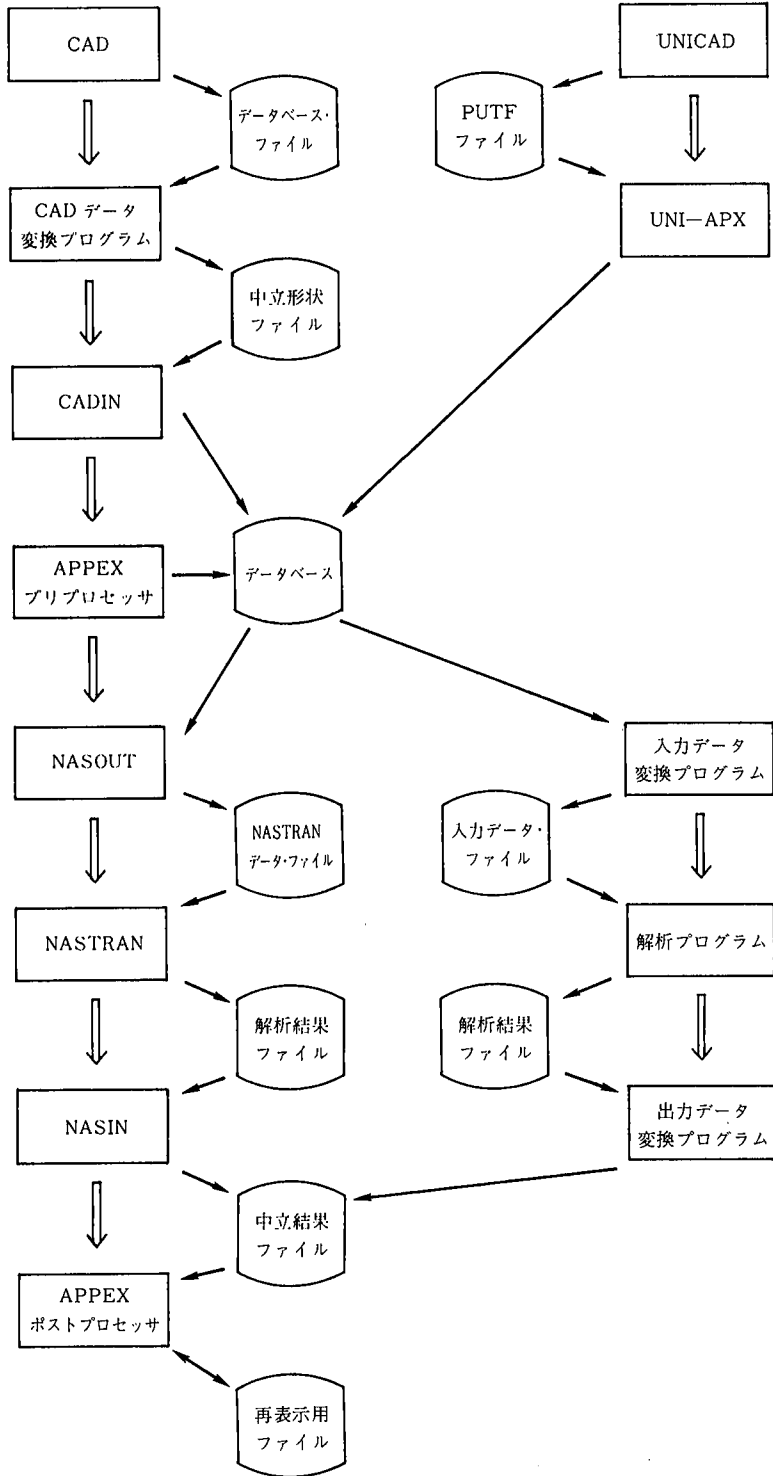 CAD
UNICAD
データベース・
ファイル
PUTF
ファイル
CAD データ
変換プログラム
UNI-APX
中立形状
ファイル
CADIN
APPEX
プリプロセッサ
データベース
NASOUT
入力データ
変換プログラム
NASTRAN
データ・ファイル
入力データ・
ファイル
NASTRAN
解析プログラム
解析結果
ファイル
解析結果
ファイル
NASIN
出力データ
変換プログラム
中立結果
ファイル
APPEX
ポストプロセッサ
再表示用
ファイル